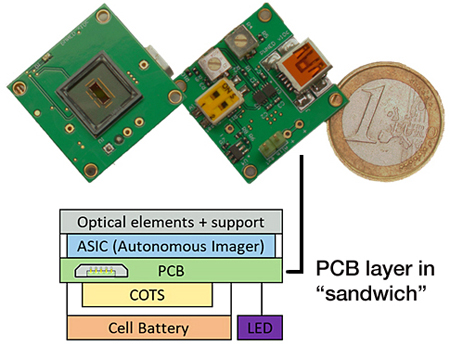 1
Optical elements + support
ASIC (Autonomous Imager)
PCB
COTS
Cell Battery
LED
PCB layer in
“sandwich”